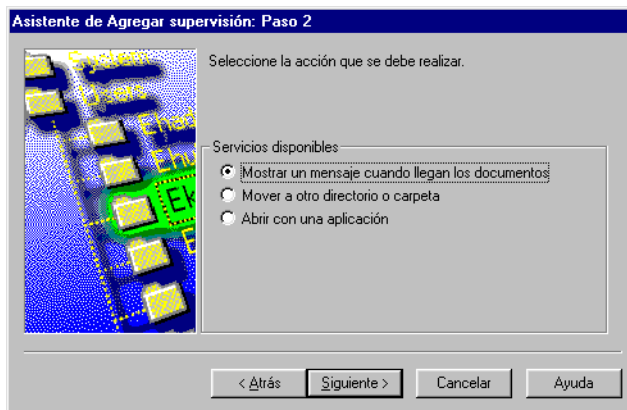 Asistente de Agregar supervisión: Paso 2
Seleccione la acción que se debe realizar.
Servicios disponibles
Mostrar un mensaje cuando llegan los documentos
Mover a otro directorio o carpeta
Abrir con una aplicación
< Atrás
Siguiente >
Cancelar
Ayuda